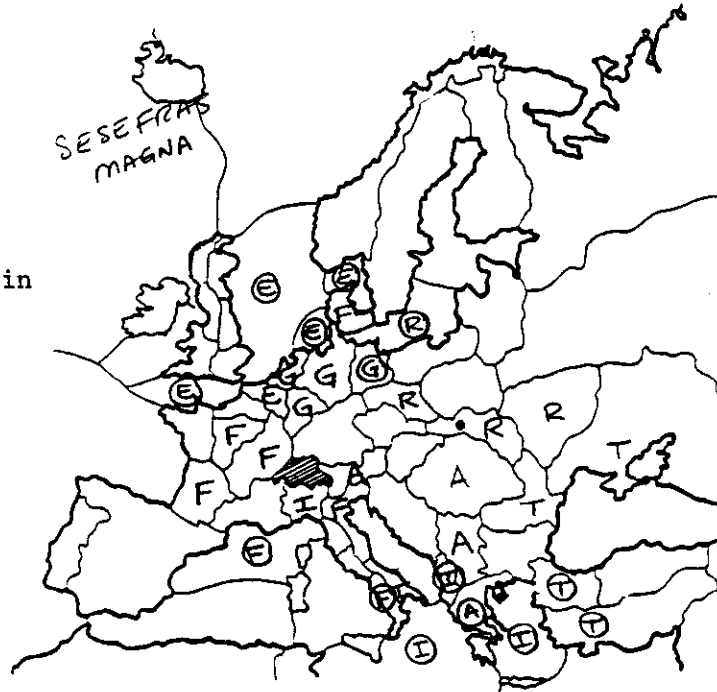 SESEFRAS
MAGNA
in
E
E
E
R
G G G
E E G R R
F R
F T
A
F I T
A
I
T
F A T
I I